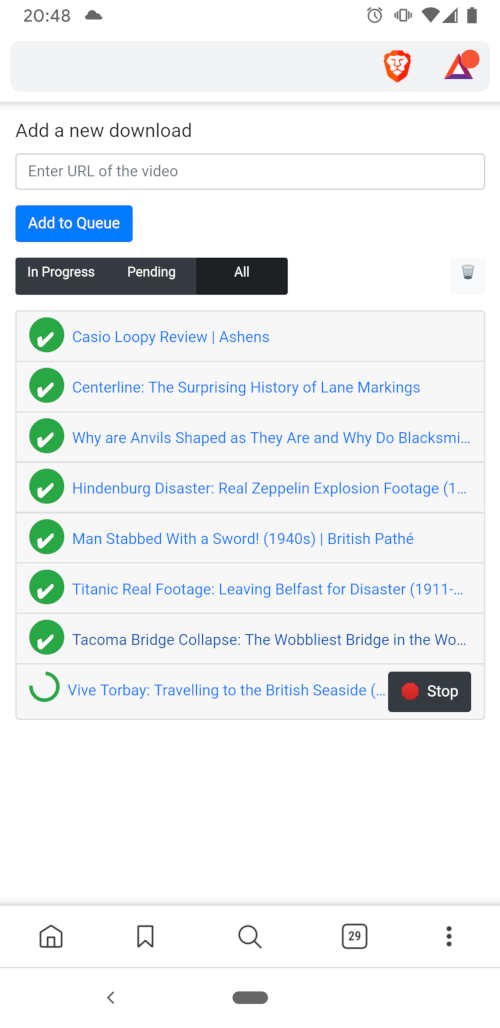 20:48
Add a new download
Enter URL of the video
Add to Queue
In Progress Pending All
Casio Loopy Review | Ashens
Centerline: The Surprising History of Lane Markings
Why are Anvils Shaped as They Are and Why Do Blacksmi...
Hindenburg Disaster: Real Zeppelin Explosion Footage (1...
Man Stabbed With a Sword! (1940s) | British Pathé
Titanic Real Footage: Leaving Belfast for Disaster (1911-...
Tacoma Bridge Collapse: The Wobbliest Bridge in the Wo...
Vive Torbay: Travelling to the British Seaside (... Stop
29